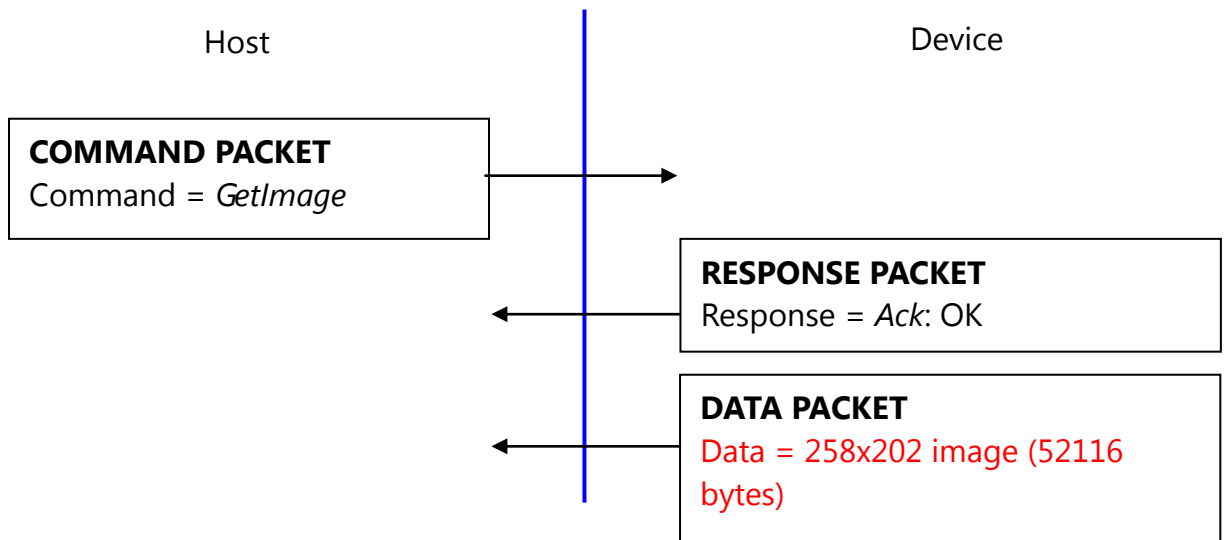 Host
Device
COMMAND PACKET
Command = GetImage
RESPONSE PACKET
Response = Ack: OK
DATA PACKET
Data = 258x202 image (52116
bytes)